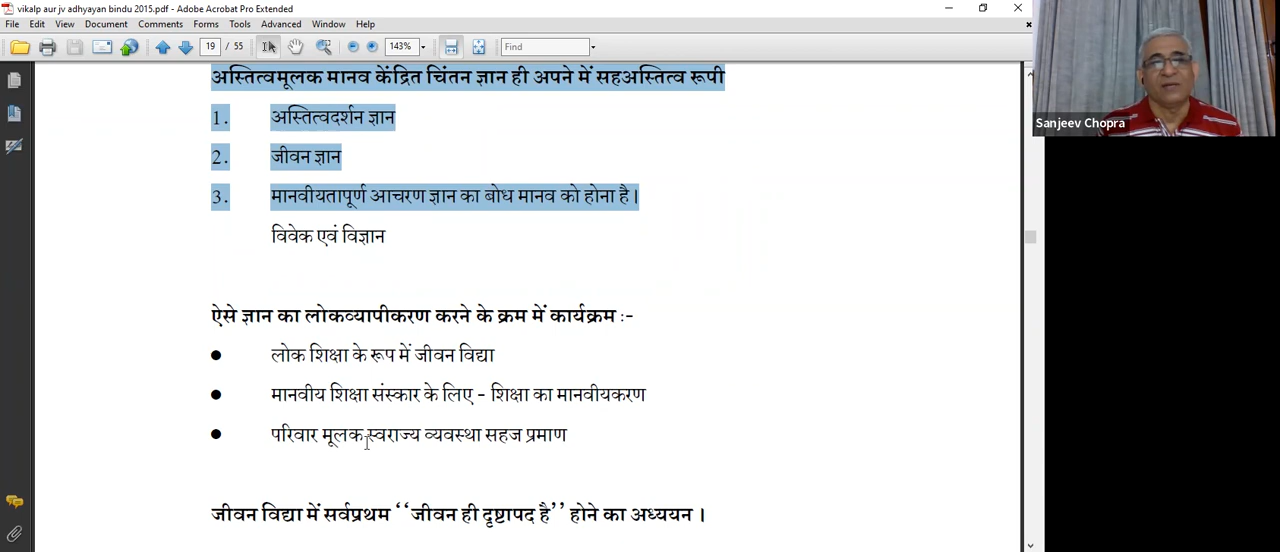 vikalp aur jv adhyayan bindu 2015.pdf - Adobe Acrobat Pro Extended
File Edit View Document Comments Forms Tools Advanced Window Help
19 / 55 143% Find
अस्तित्वमूलक मानव केंद्रित चिंतन ज्ञान ही अपने में सहअस्तित्व रूपी
1. अस्तित्वदर्शन ज्ञान
2. जीवन ज्ञान
3. मानवीयतापूर्ण आचरण ज्ञान का बोध मानव को होना है।
विवेक एवं विज्ञान
ऐसे ज्ञान का लोकव्यापीकरण करने के क्रम में कार्यक्रम :-
● लोक शिक्षा के रूप में जीवन विद्या
● मानवीय शिक्षा संस्कार के लिए - शिक्षा का मानवीयकरण
● परिवार मूलक स्वराज्य व्यवस्था सहज प्रमाण
जीवन विद्या में सर्वप्रथम ‘‘जीवन ही दृष्टापद है’’ होने का अध्ययन ।
Sanjeev Chopra